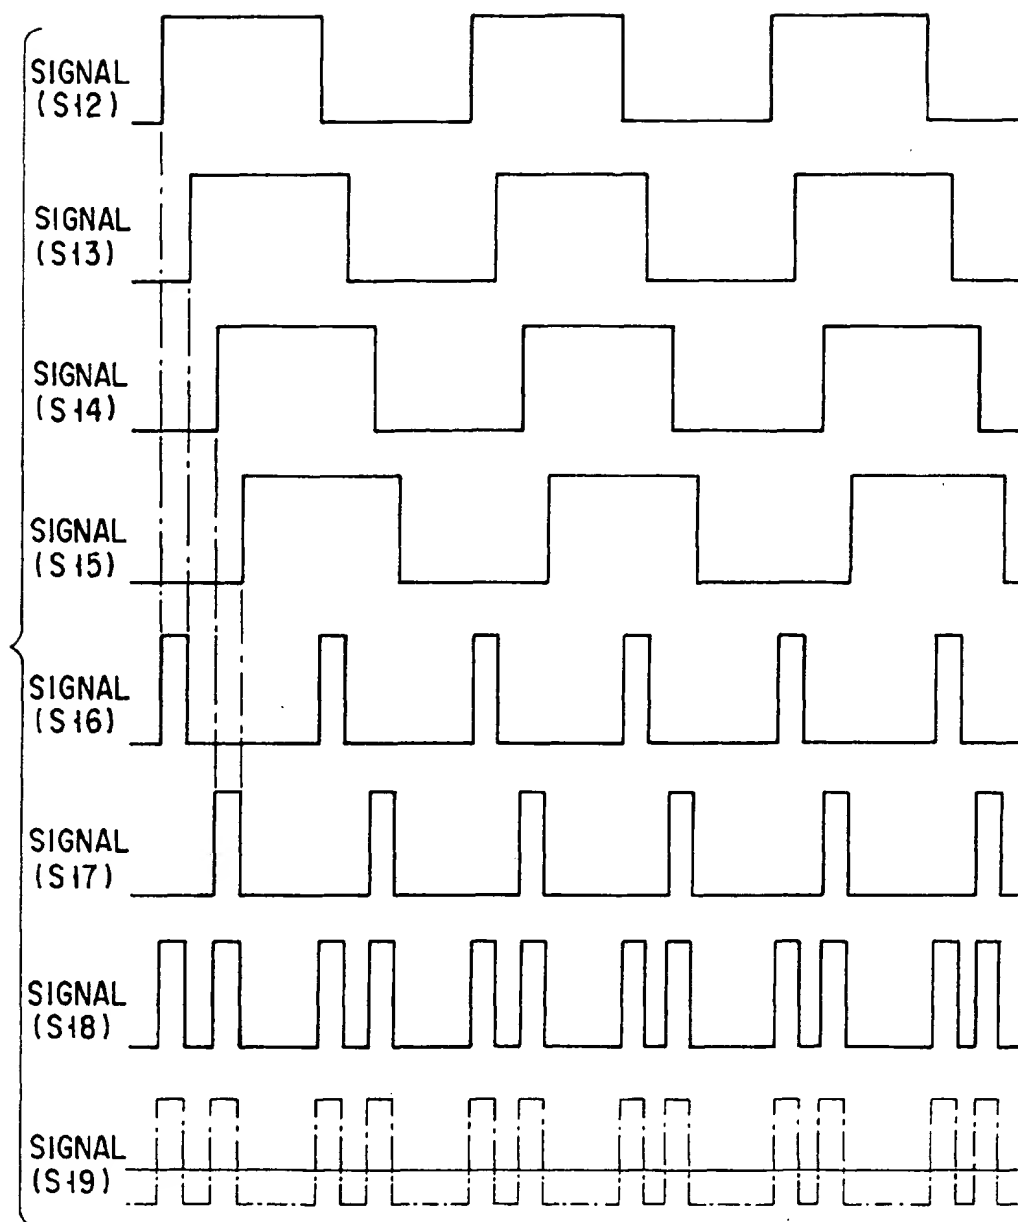 SIGNAL
(S12)
SIGNAL
(S13)
SIGNAL
(S14)
SIGNAL
(S15)
SIGNAL
(S16)
SIGNAL
(S17)
SIGNAL
(S18)
SIGNAL
(S19)